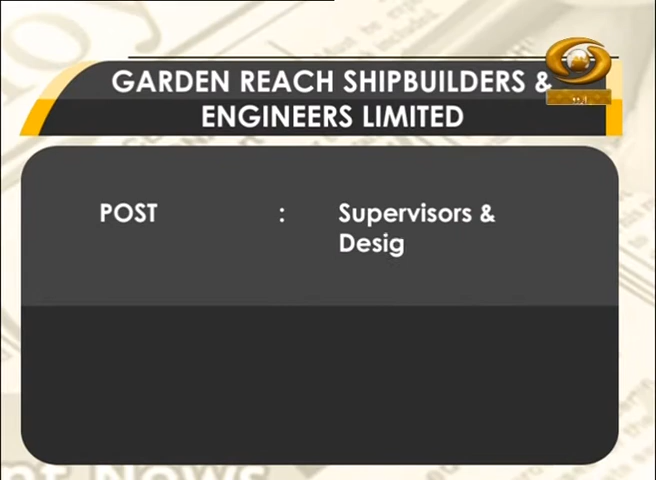 GARDEN REACH SHIPBUILDERS &
ENGINEERS LIMITED
POST : Supervisors &
Desig